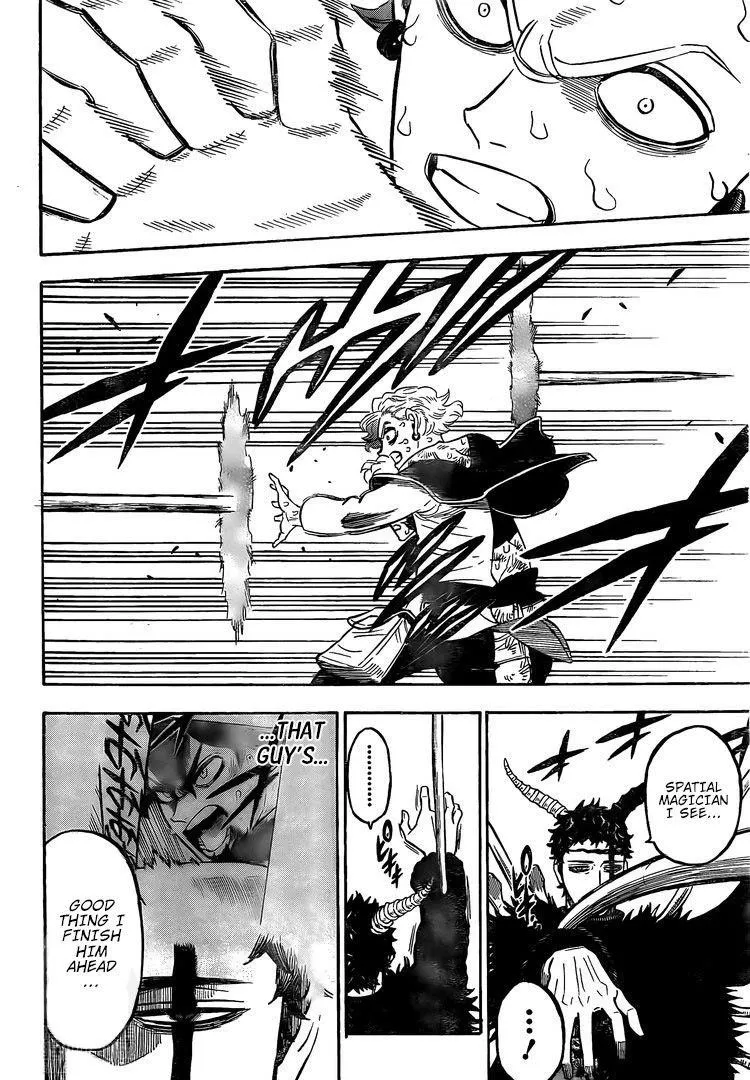 SPATIAL
MAGICIAN
I SEE...
...!
......
...THAT
GUY'S...
GOOD
THING I
FINISH
HIM
AHEAD
...